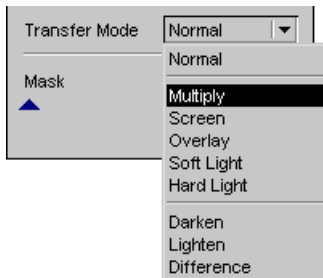 Transfer Mode Normal
Normal
Mask
Multiply
Screen
Overlay
Soft Light
Hard Light
Darken
Lighten
Difference